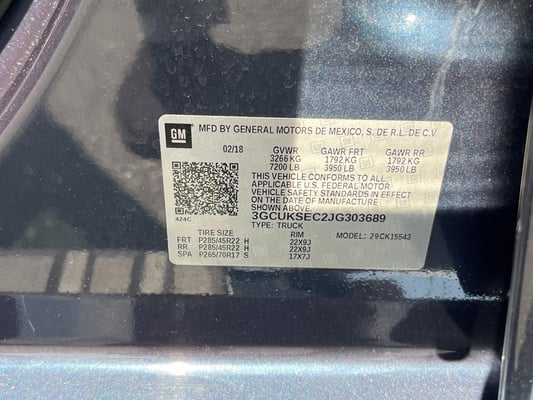 GM
MFD BY GENERAL MOTORS DE MEXICO, S. DE R.L. DE C.V.
02/18 GVWR GAWR FRT GAWR RR
3266 KG 1792 KG 1792 KG
7200 LB 3950 LB 3950 LB
THIS VEHICLE CONFORMS TO ALL
APPLICABLE U.S. FEDERAL MOTOR
VEHICLE SAFETY STANDARDS IN EFFECT
ON THE DATE OF MANUFACTURE
SHOWN ABOVE.
3GCUKSEC2JG303689
424C
TYPE: TRUCK
TIRE SIZE RIM MODEL: 29CK15543
FRT P285/45R22 H 22X9J
RR P285/45R22 H 22X9J
SPA P265/70R17 S 17X7J